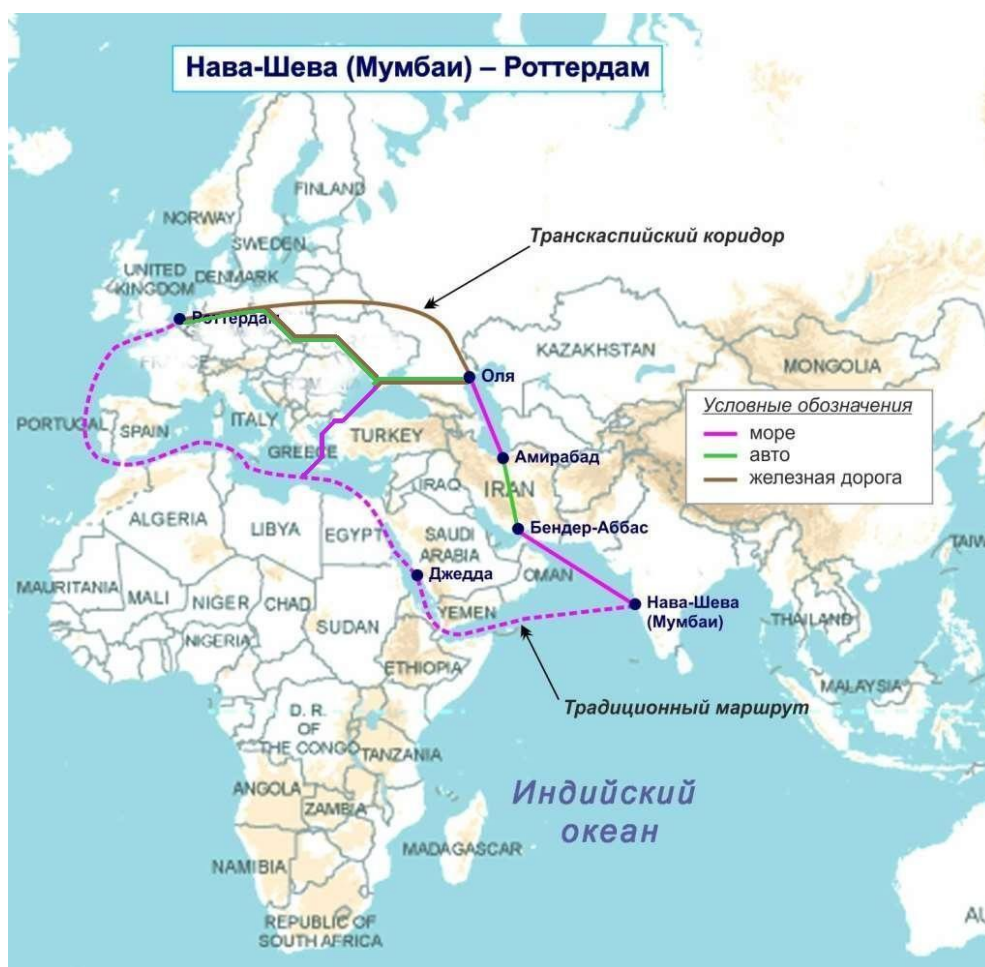 Нава-Шева (Мумбаи) – Роттердам
FINLAND
NORWAY
SWEDEN
Транскаспийский коридор
UNITED
KINGDOM
DENMARK
Роттердам
KAZAKHSTAN
MONGOLIA
Оля
Условные обозначения
море
авто
железная дорога
PORTUGAL
SPAIN
ITALY
GREECE
TURKEY
Амирабад
IRAQ
IRAN
ALGERIA
LIBYA
EGYPT
SAUDI
ARABIA
Бендер-Аббас
OMAN
Джедда
MAURITANIA
MALI
NIGER
CHAD
SUDAN
YEMEN
Нава-Шева
(Мумбаи)
THAILAND
NIGERIA
ETHIOPIA
MALAYSIA
Традиционный маршрут
D. R.
OF
THE CONGO
TANZANIA
ANGOLA
ZAMBIA
Индийский
океан
MADAGASCAR
NAMIBIA
REPUBLIC OF
SOUTH AFRICA